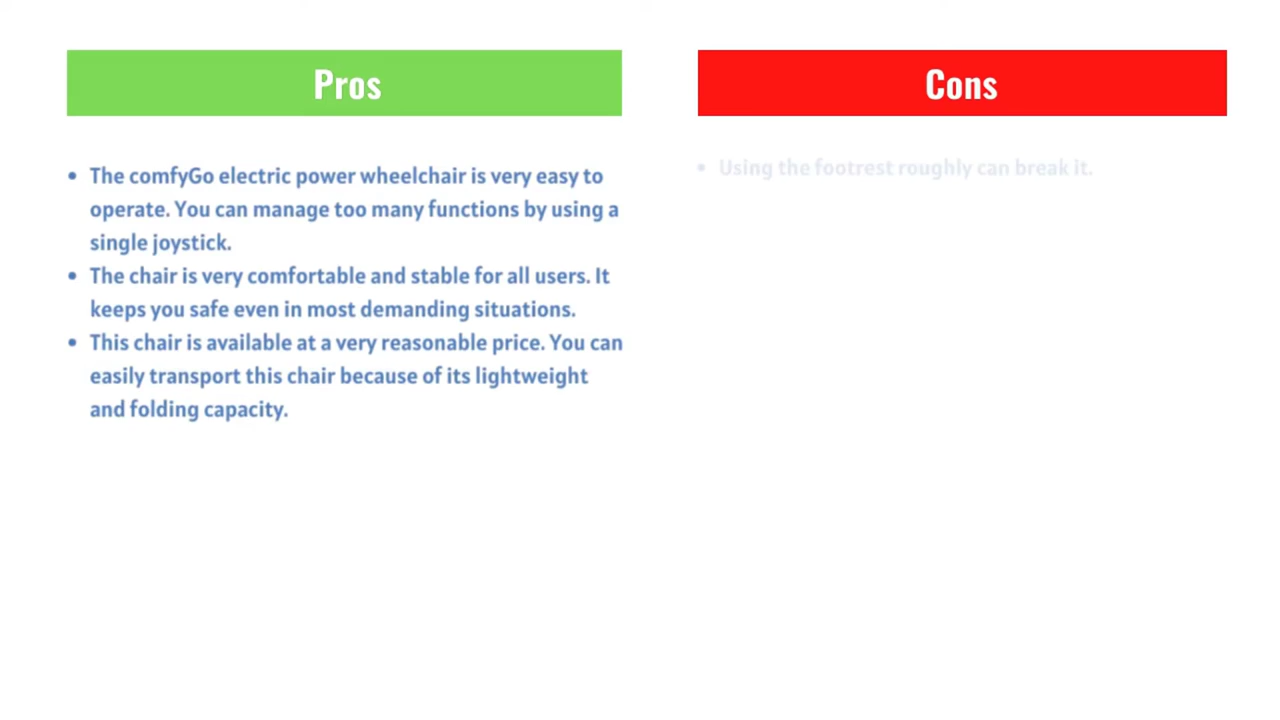 Pros
• The comfyGo electric power wheelchair is very easy to
operate. You can manage too many functions by using a
single joystick.
• The chair is very comfortable and stable for all users. It
keeps you safe even in most demanding situations.
• This chair is available at a very reasonable price. You can
easily transport this chair because of its lightweight
and folding capacity.
Cons
• Using the footrest roughly can break it.